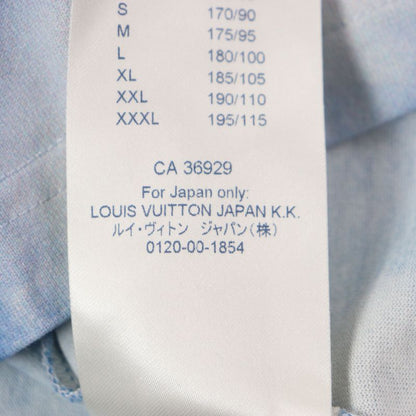 S 170/90
M 175/95
L 180/100
XL 185/105
XXL 190/110
XXXL 195/115
CA 36929
For Japan only:
LOUIS VUITTON JAPAN K.K.
ルイ・ヴィトン ジャパン(株)
0120-00-1854